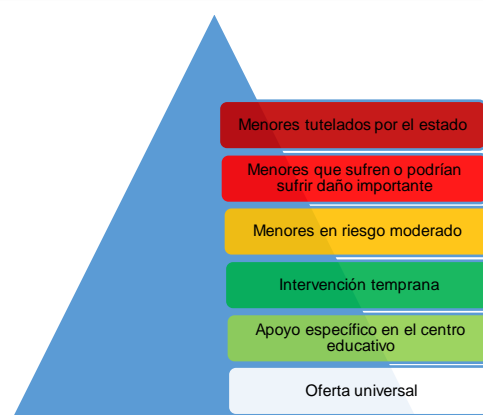 Menores tutelados por el estado
Menores que sufren o podrían
sufrir daño importante
Menores en riesgo moderado
Intervención temprana
Apoyo específico en el centro
educativo
Oferta universal